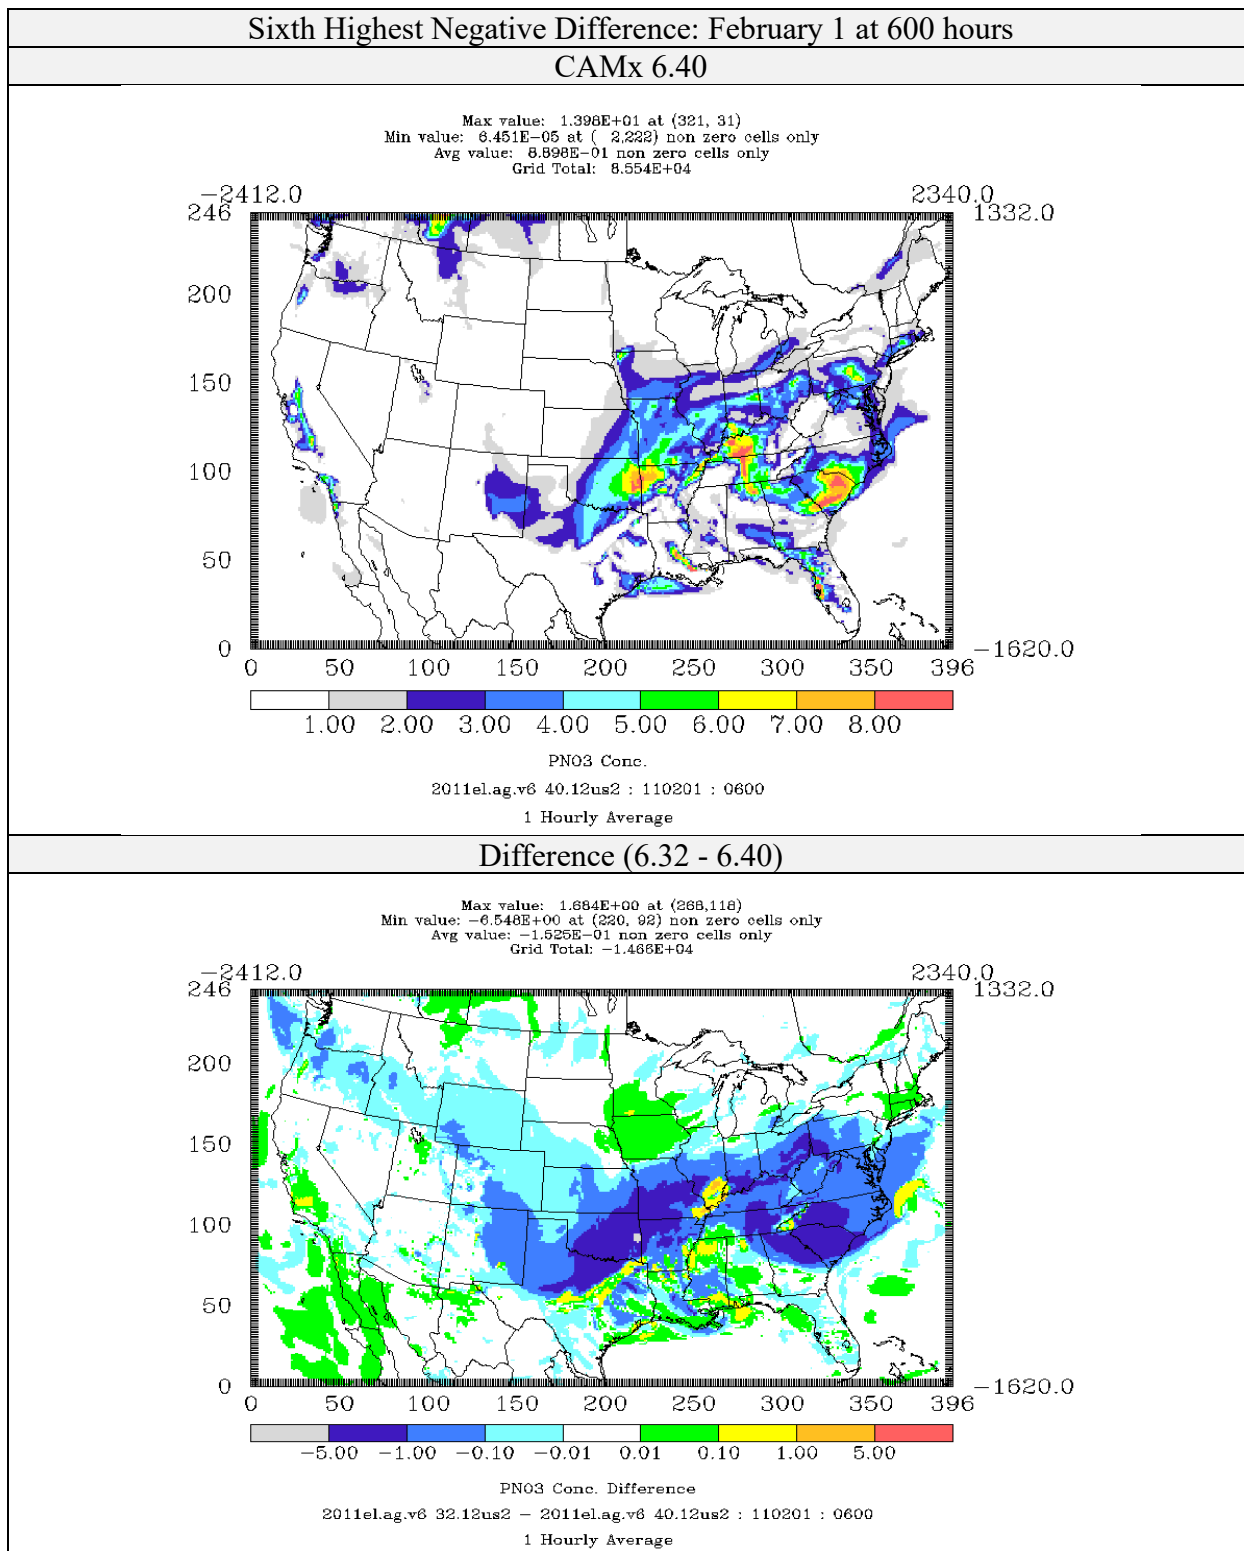 Sixth Highest Negative Difference: February 1 at 600 hours
CAMx 6.40
Max value: 1.398E+01 at (321, 31)
Min value: 6.451E-05 at ( 2,222) non zero cells only
Avg value: 8.898E-01 non zero cells only
Grid Total: 8.554E+04
-2412.0 2340.0
246 1332.0
200
150
100
50
0 -1620.0
0 50 100 150 200 250 300 350 396
1.00 2.00 3.00 4.00 5.00 6.00 7.00 8.00
PNO3 Conc.
2011el.ag.v6 40.12us2 : 110201 : 0600
1 Hourly Average
Difference (6.32 - 6.40)
Max value: 1.684E+00 at (268,118)
Min value: -6.548E+00 at (220, 92) non zero cells only
Avg value: -1.525E-01 non zero cells only
Grid Total: -1.466E+04
-2412.0 2340.0
246 1332.0
200
150
100
50
0 -1620.0
0 50 100 150 200 250 300 350 396
-5.00 -1.00 -0.10 -0.01 0.01 0.10 1.00 5.00
PNO3 Conc. Difference
2011el.ag.v6 32.12us2 - 2011el.ag.v6 40.12us2 : 110201 : 0600
1 Hourly Average